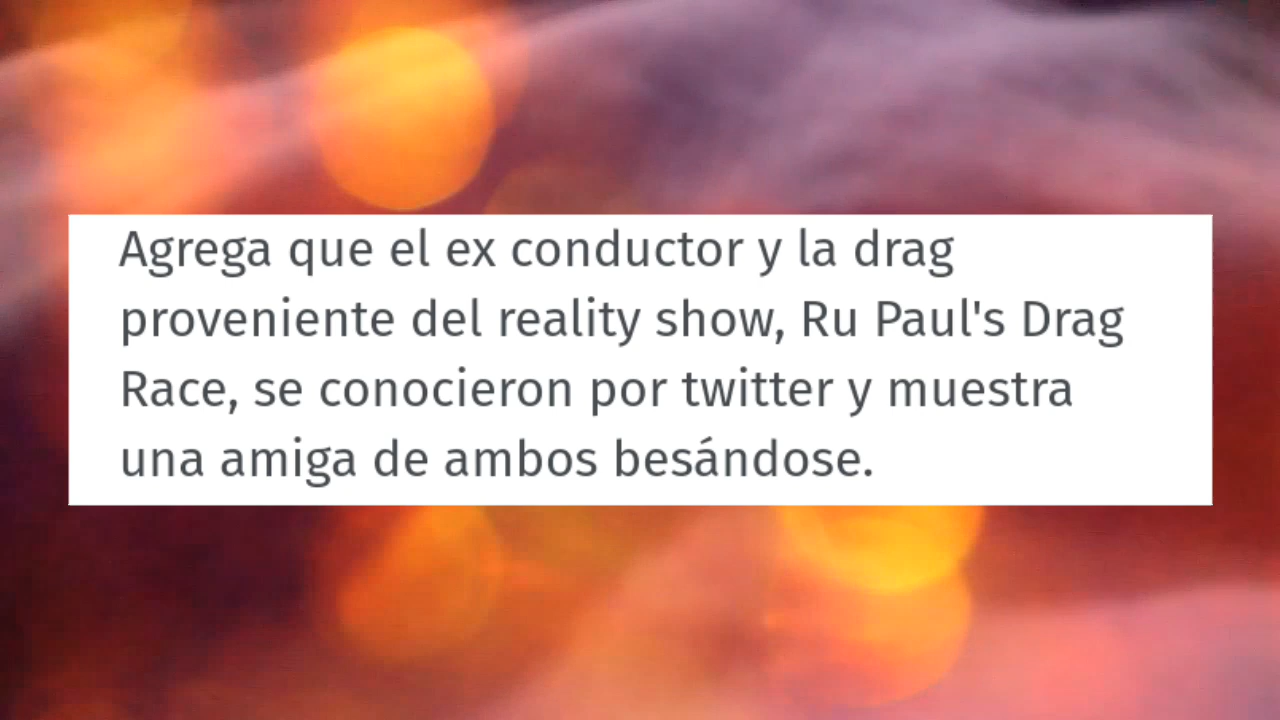 Agrega que el ex conductor y la drag
proveniente del reality show, Ru Paul's Drag
Race, se conocieron por twitter y muestra
una amiga de ambos besándose.